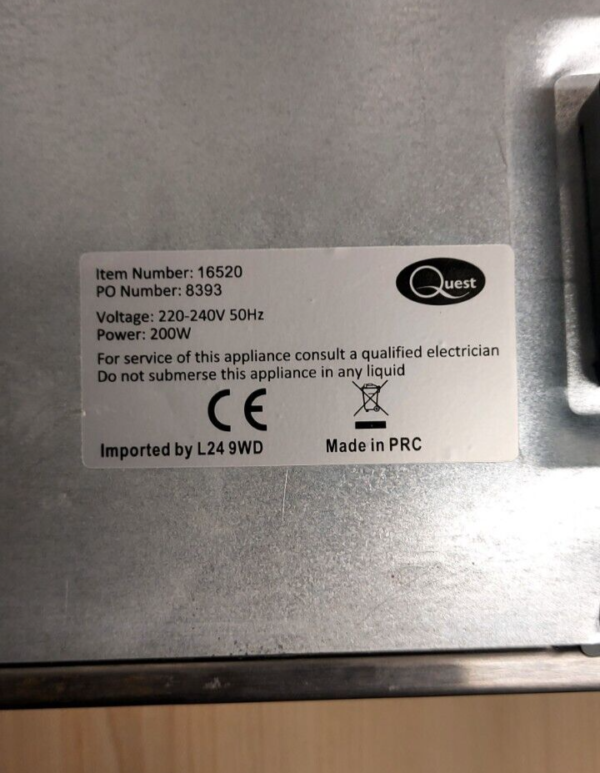 Item Number: 16520
PO Number: 8393
Quest
Voltage: 220-240V 50Hz
Power: 200W
For service of this appliance consult a qualified electrician
Do not submerse this appliance in any liquid
CE
Imported by L24 9WD
Made in PRC